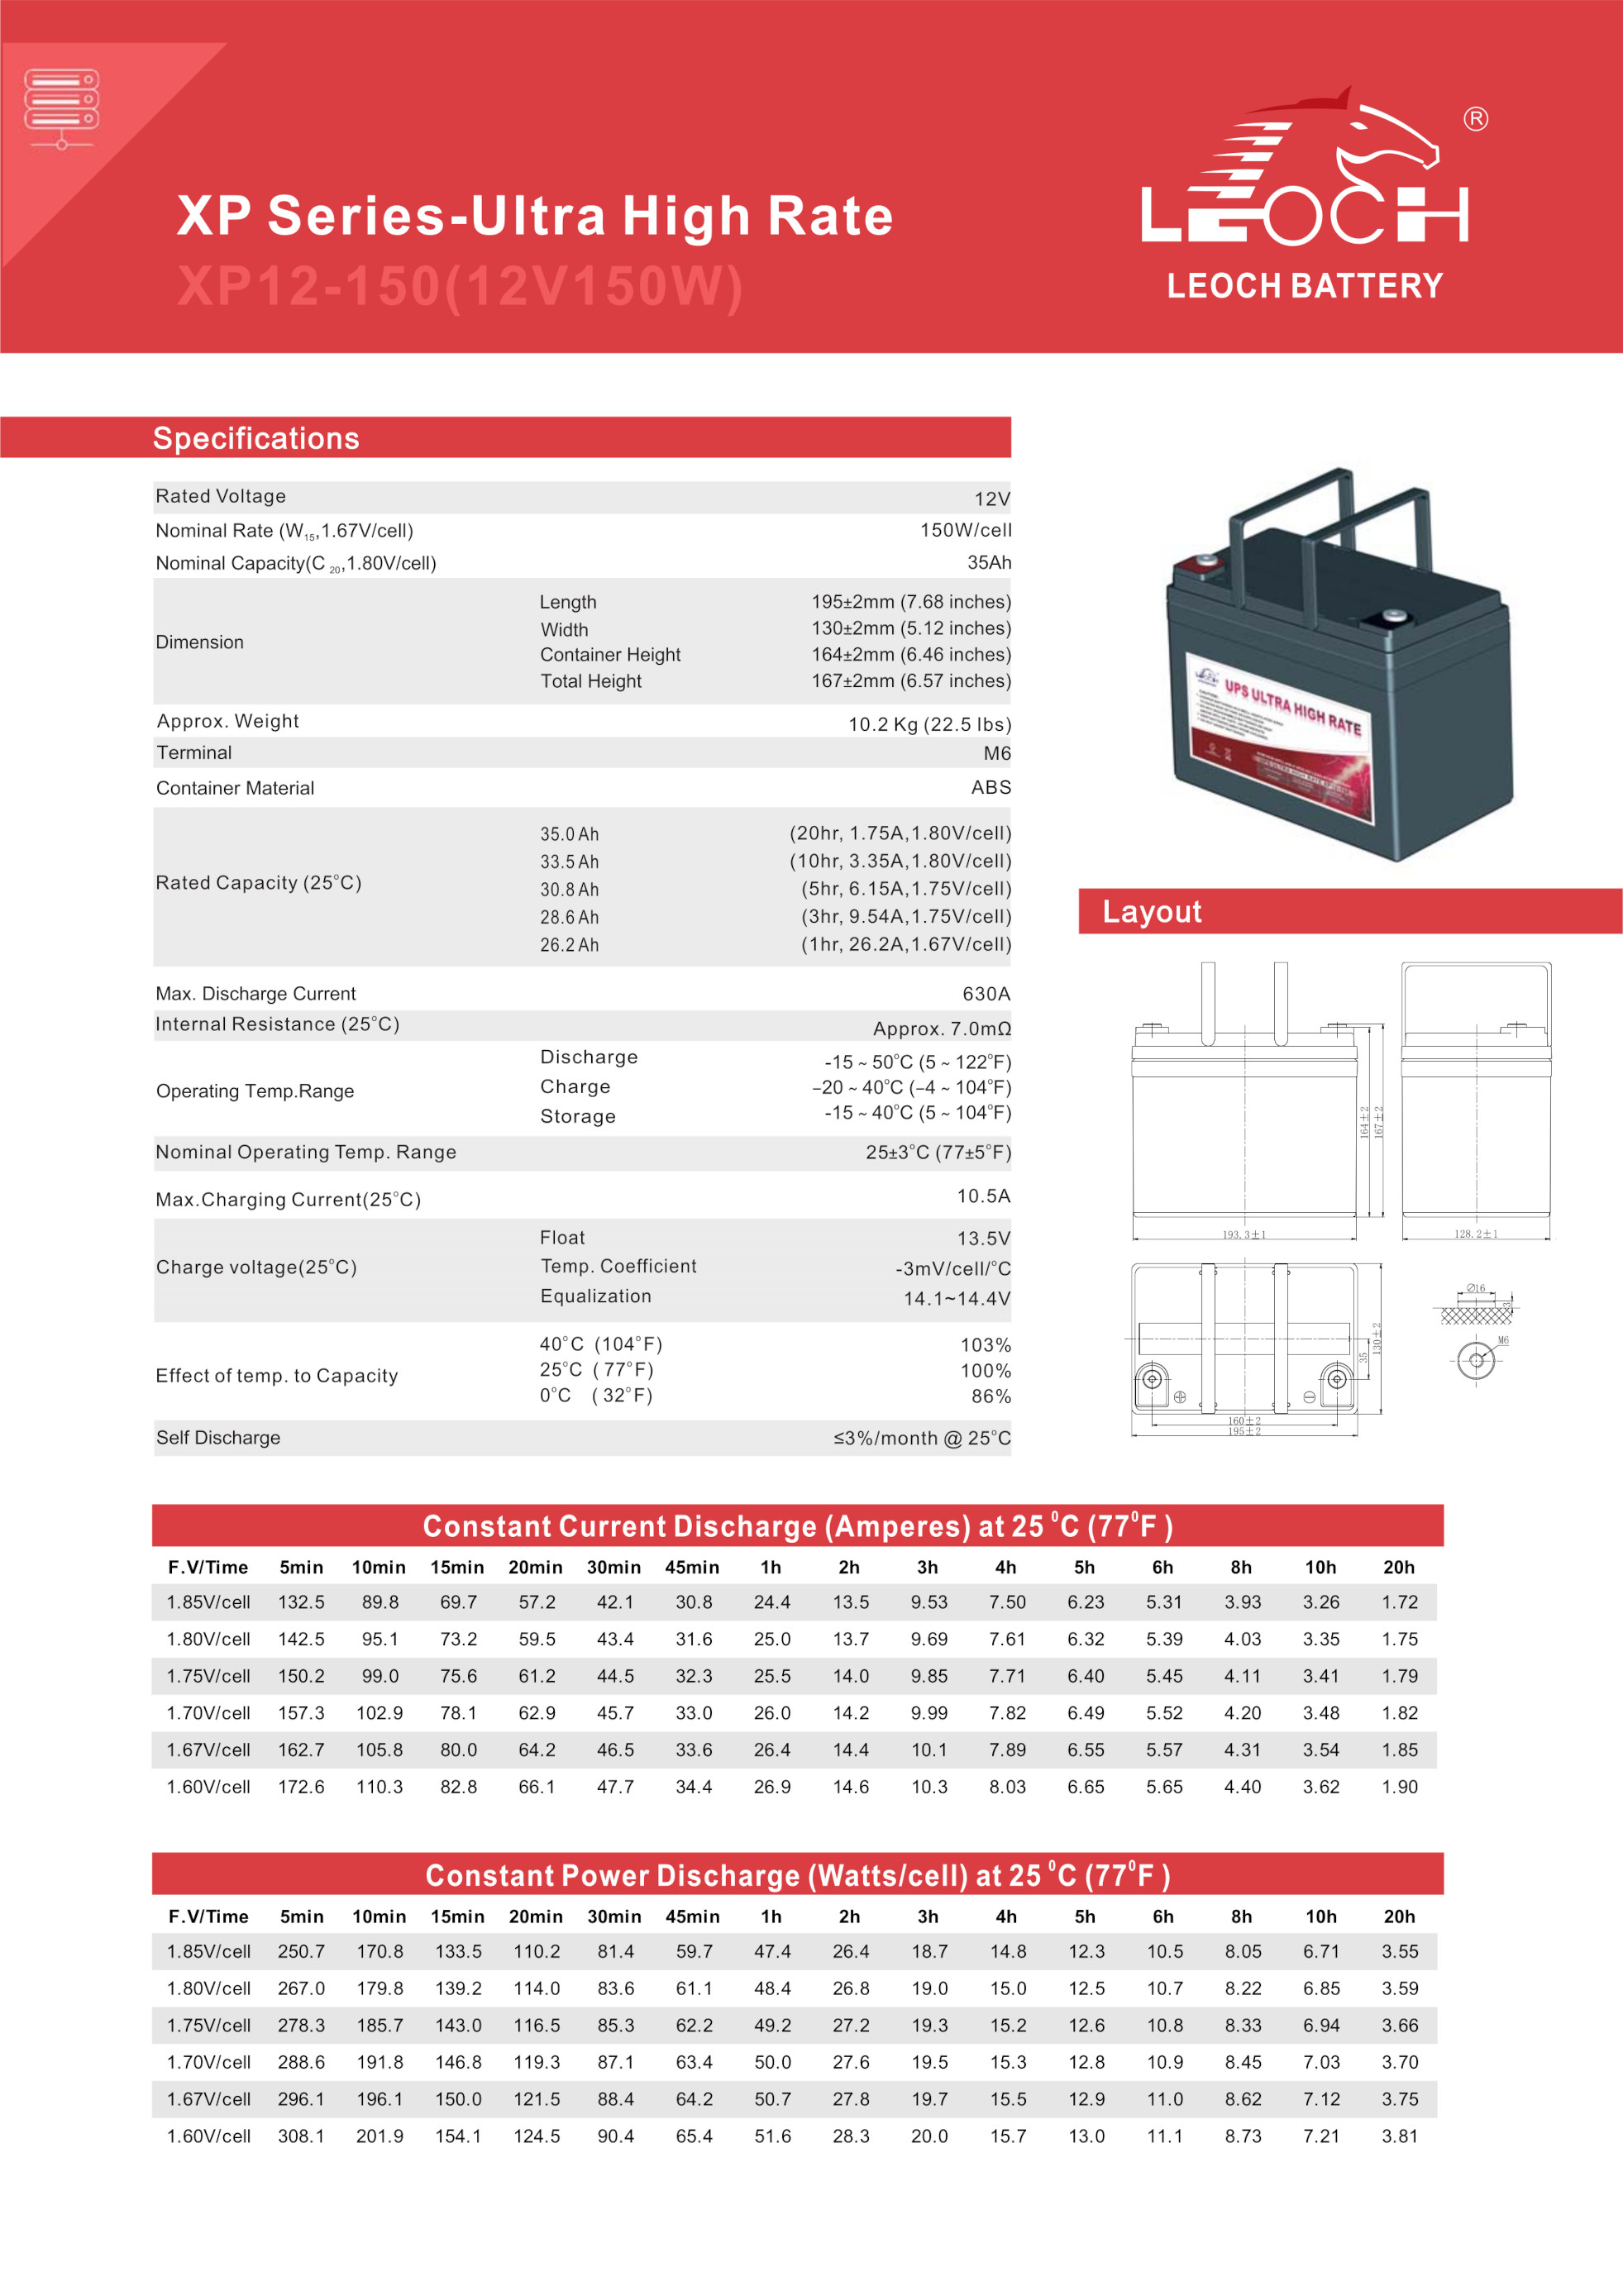 XP Series-Ultra High Rate
XP12-150(12V150W)
LEOCH
®
LEOCH BATTERY
Specifications
Rated Voltage 12V
Nominal Rate (W15,1.67V/cell) 150W/cell
Nominal Capacity(C 20,1.80V/cell) 35Ah
Dimension
Length 195±2mm (7.68 inches)
Width 130±2mm (5.12 inches)
Container Height 164±2mm (6.46 inches)
Total Height 167±2mm (6.57 inches)
Approx. Weight 10.2 Kg (22.5 lbs)
Terminal M6
Container Material ABS
Rated Capacity (25°C)
35.0 Ah (20hr, 1.75A,1.80V/cell)
33.5 Ah (10hr, 3.35A,1.80V/cell)
30.8 Ah (5hr, 6.15A,1.75V/cell)
28.6 Ah (3hr, 9.54A,1.75V/cell)
26.2 Ah (1hr, 26.2A,1.67V/cell)
Max. Discharge Current 630A
Internal Resistance (25°C) Approx. 7.0mΩ
Operating Temp.Range
Discharge -15 ~ 50°C (5 ~ 122°F)
Charge –20 ~ 40°C (–4 ~ 104°F)
Storage -15 ~ 40°C (5 ~ 104°F)
Nominal Operating Temp. Range 25±3°C (77±5°F)
Max.Charging Current(25°C) 10.5A
Charge voltage(25°C)
Float 13.5V
Temp. Coefficient -3mV/cell/°C
Equalization 14.1~14.4V
Effect of temp. to Capacity
40°C (104°F) 103%
25°C ( 77°F) 100%
0°C ( 32°F) 86%
Self Discharge ≤3%/month @ 25°C
UPS ULTRA HIGH RATE
Layout
164±2
167±2
193.3±1
128.2±1
35
130±2
160±2
195±2
Ø16
3
M6
Constant Current Discharge (Amperes) at 25 ⁰C (77⁰F )
F.V/Time 5min 10min 15min 20min 30min 45min 1h 2h 3h 4h 5h 6h 8h 10h 20h
1.85V/cell 132.5 89.8 69.7 57.2 42.1 30.8 24.4 13.5 9.53 7.50 6.23 5.31 3.93 3.26 1.72
1.80V/cell 142.5 95.1 73.2 59.5 43.4 31.6 25.0 13.7 9.69 7.61 6.32 5.39 4.03 3.35 1.75
1.75V/cell 150.2 99.0 75.6 61.2 44.5 32.3 25.5 14.0 9.85 7.71 6.40 5.45 4.11 3.41 1.79
1.70V/cell 157.3 102.9 78.1 62.9 45.7 33.0 26.0 14.2 9.99 7.82 6.49 5.52 4.20 3.48 1.82
1.67V/cell 162.7 105.8 80.0 64.2 46.5 33.6 26.4 14.4 10.1 7.89 6.55 5.57 4.31 3.54 1.85
1.60V/cell 172.6 110.3 82.8 66.1 47.7 34.4 26.9 14.6 10.3 8.03 6.65 5.65 4.40 3.62 1.90
Constant Power Discharge (Watts/cell) at 25 ⁰C (77⁰F )
F.V/Time 5min 10min 15min 20min 30min 45min 1h 2h 3h 4h 5h 6h 8h 10h 20h
1.85V/cell 250.7 170.8 133.5 110.2 81.4 59.7 47.4 26.4 18.7 14.8 12.3 10.5 8.05 6.71 3.55
1.80V/cell 267.0 179.8 139.2 114.0 83.6 61.1 48.4 26.8 19.0 15.0 12.5 10.7 8.22 6.85 3.59
1.75V/cell 278.3 185.7 143.0 116.5 85.3 62.2 49.2 27.2 19.3 15.2 12.6 10.8 8.33 6.94 3.66
1.70V/cell 288.6 191.8 146.8 119.3 87.1 63.4 50.0 27.6 19.5 15.3 12.8 10.9 8.45 7.03 3.70
1.67V/cell 296.1 196.1 150.0 121.5 88.4 64.2 50.7 27.8 19.7 15.5 12.9 11.0 8.62 7.12 3.75
1.60V/cell 308.1 201.9 154.1 124.5 90.4 65.4 51.6 28.3 20.0 15.7 13.0 11.1 8.73 7.21 3.81